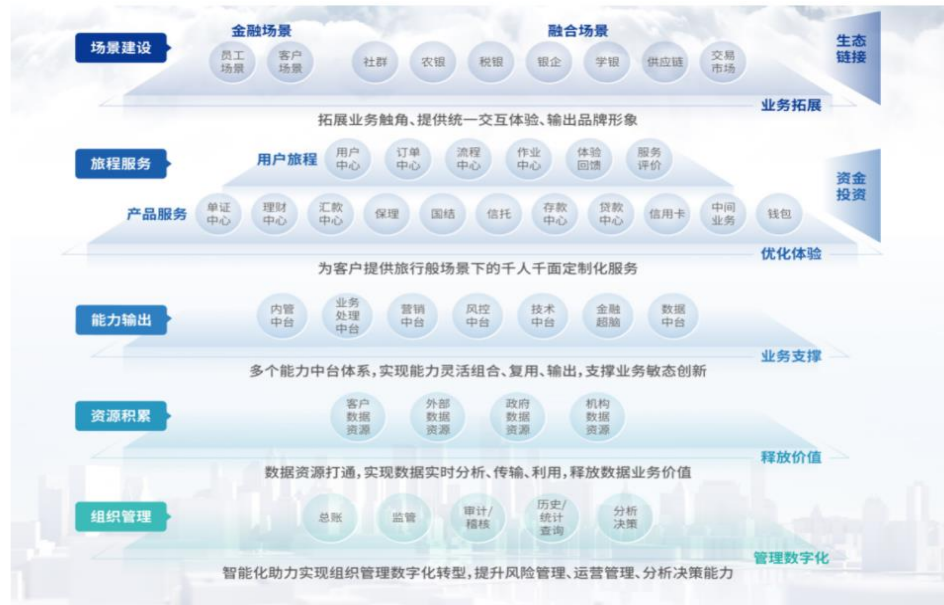 金融场景
融合场景
场景建设
员工
场景
客户
场景
社群
农银
税银
银企
学银
供应链
交易
市场
生态
链接
业务拓展
拓展业务触角、提供统一交互体验、输出品牌形象
旅程服务
用户旅程
用户
中心
订单
中心
流程
中心
作业
中心
体验
回馈
服务
评价
资金
投资
产品服务
单证
中心
理财
中心
汇款
中心
保理
国结
信托
存款
中心
贷款
中心
信用卡
中间
业务
钱包
优化体验
为客户提供旅行般场景下的千人千面定制化服务
能力输出
内管
中台
业务
处理
中台
营销
中台
风控
中台
技术
中台
金融
超脑
数据
中台
业务支撑
多个能力中台体系,实现能力灵活组合、复用、输出,支撑业务敏态创新
资源积累
客户
数据
资源
外部
数据
资源
政府
数据
资源
机构
数据
资源
释放价值
数据资源打通,实现数据实时分析、传输、利用,释放数据业务价值
组织管理
总账
监管
审计/
稽核
历史/
统计
查询
分析
决策
管理数字化
智能化助力实现组织管理数字化转型,提升风险管理、运营管理、分析决策能力